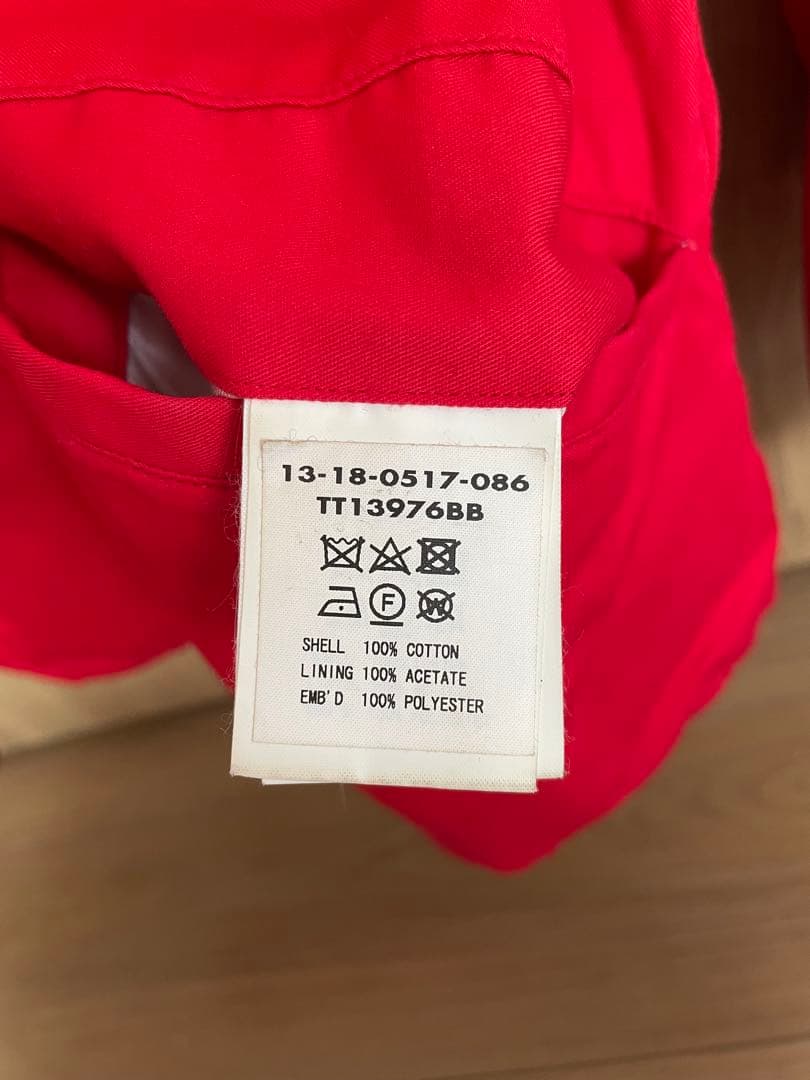 13-18-0517-086
TT13976BB
F W
SHELL 100% COTTON
LINING 100% ACETATE
EMB'D 100% POLYESTER